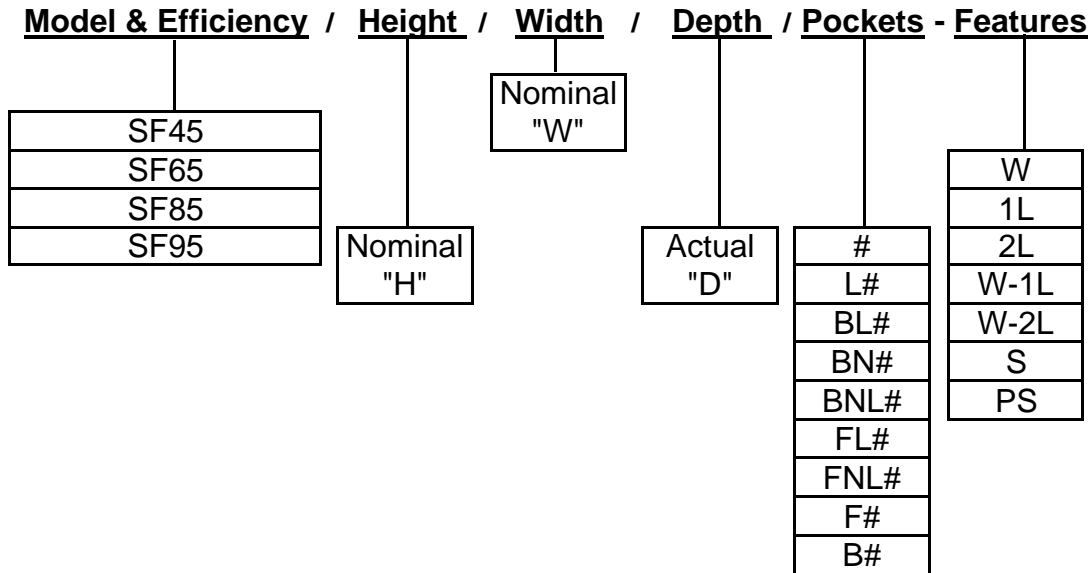 Model & Efficiency / Height / Width / Depth / Pockets - Features
Nominal
"W"
SF45
SF65
SF85
SF95
Nominal
"H"
Actual
"D"
#
L#
BL#
BN#
BNL#
FL#
FNL#
F#
B#
W
1L
2L
W-1L
W-2L
S
PS